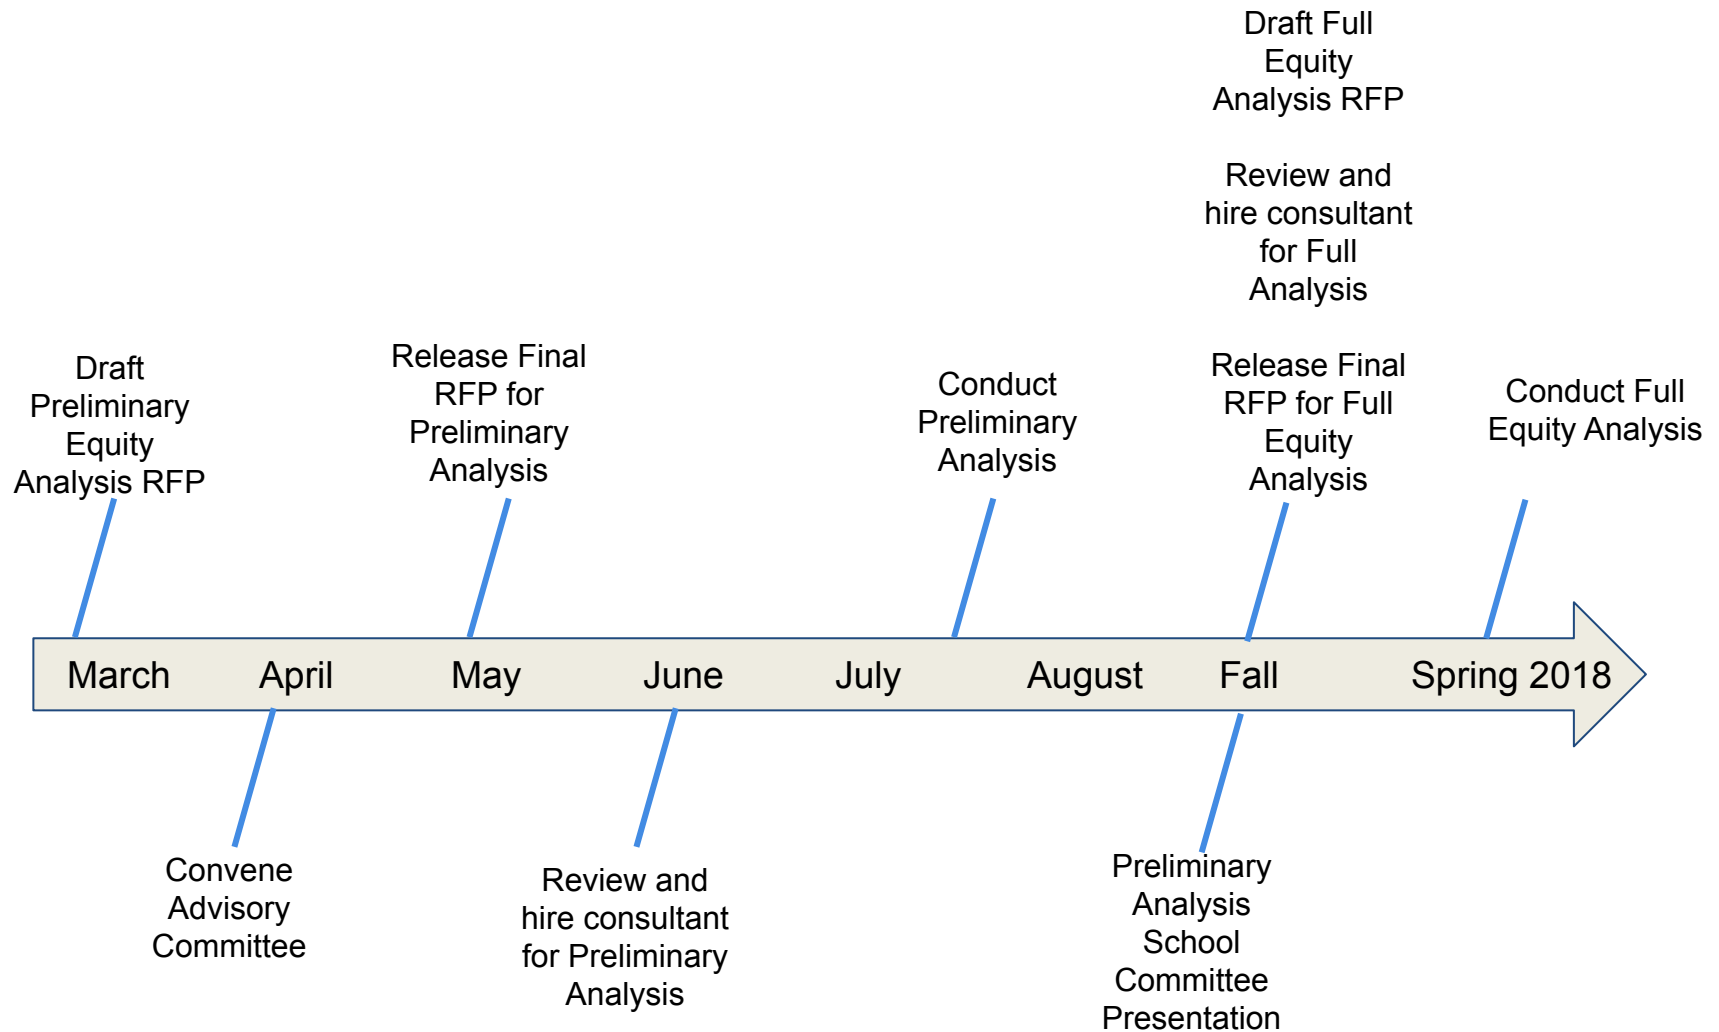 Draft Full
Equity
Analysis RFP
Review and
hire consultant
for Full
Analysis
Draft
Preliminary
Equity
Analysis RFP
Release Final
RFP for
Preliminary
Analysis
Conduct
Preliminary
Analysis
Release Final
RFP for Full
Equity
Analysis
Conduct Full
Equity Analysis
March
April
May
June
July
August
Fall
Spring 2018
Convene
Advisory
Committee
Review and
hire consultant
for Preliminary
Analysis
Preliminary
Analysis
School
Committee
Presentation